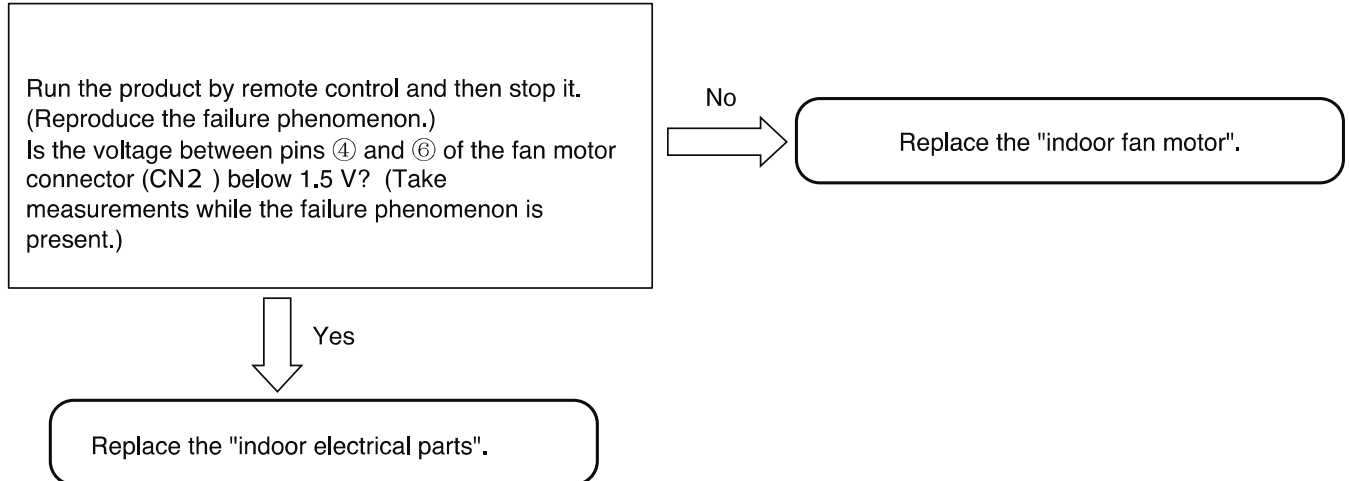 Run the product by remote control and then stop it.
(Reproduce the failure phenomenon.)
Is the voltage between pins ④ and ⑥ of the fan motor
connector (CN2 ) below 1.5 V? (Take
measurements while the failure phenomenon is
present.)
No
Replace the "indoor fan motor".
Yes
Replace the "indoor electrical parts".